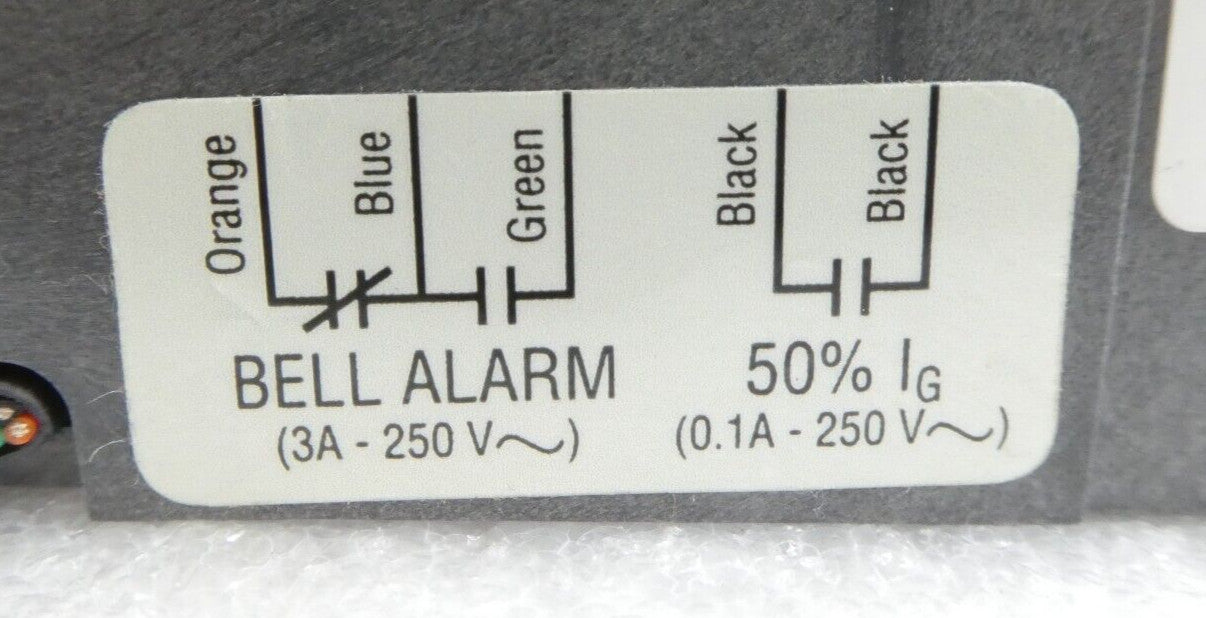 Orange Blue Green Black Black
BELL ALARM 50% IG
(3A - 250 V~) (0.1A - 250 V~)